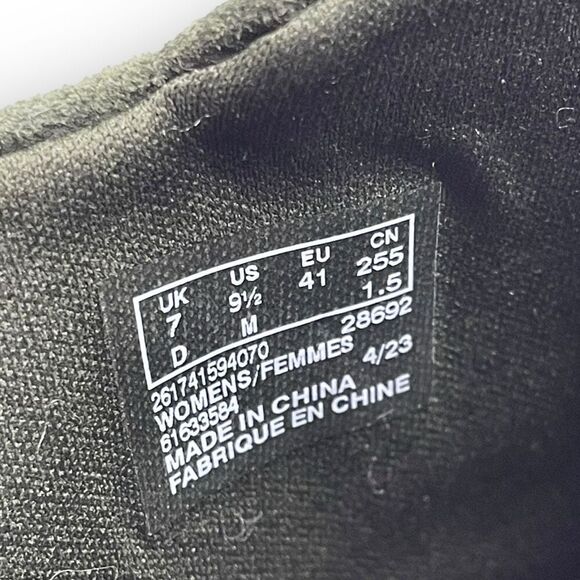 UK US EU CN
7 9½ 41 255
D M 1.5
261741594070 28692
WOMENS/FEMMES
61633584 4/23
MADE IN CHINA
FABRIQUE EN CHINE